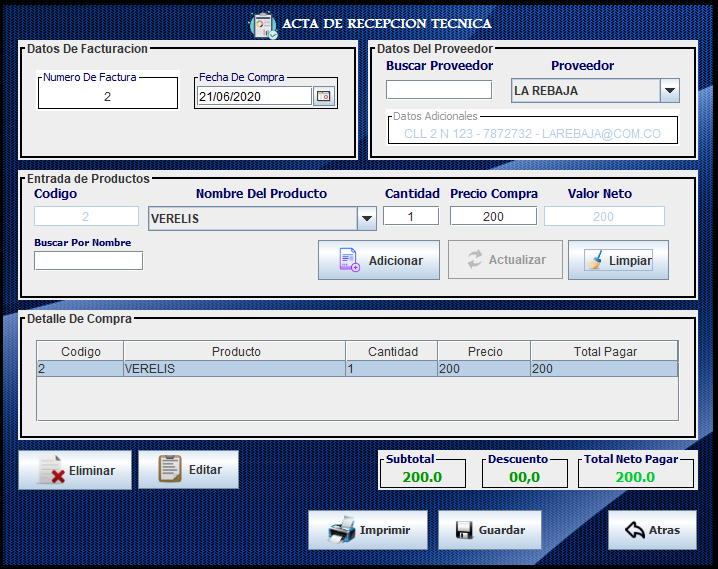 ACTA DE RECEPCION TECNICA
Datos De Facturacion
Numero De Factura
2
Fecha De Compra
21/06/2020
Datos Del Proveedor
Buscar Proveedor
Proveedor
LA REBAJA
Datos Adicionales
CLL 2 N 123 - 7872732 - LAREBAJA@COM.CO
Entrada de Productos
Codigo Nombre Del Producto Cantidad Precio Compra Valor Neto
2 VERELIS 1 200 200
Buscar Por Nombre
Adicionar Actualizar Limpiar
Detalle De Compra
Codigo Producto Cantidad Precio Total Pagar
2 VERELIS 1 200 200
Eliminar Editar
Subtotal Descuento Total Neto Pagar
200.0 00,0 200.0
Imprimir Guardar Atras